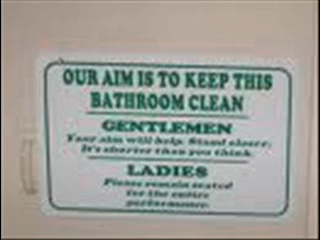 OUR AIM IS TO KEEP THIS
BATHROOM CLEAN
GENTLEMEN
Your aim will help. Stand closer.
It's shorter than you think.
LADIES
Please remain seated
for the entire
performance.